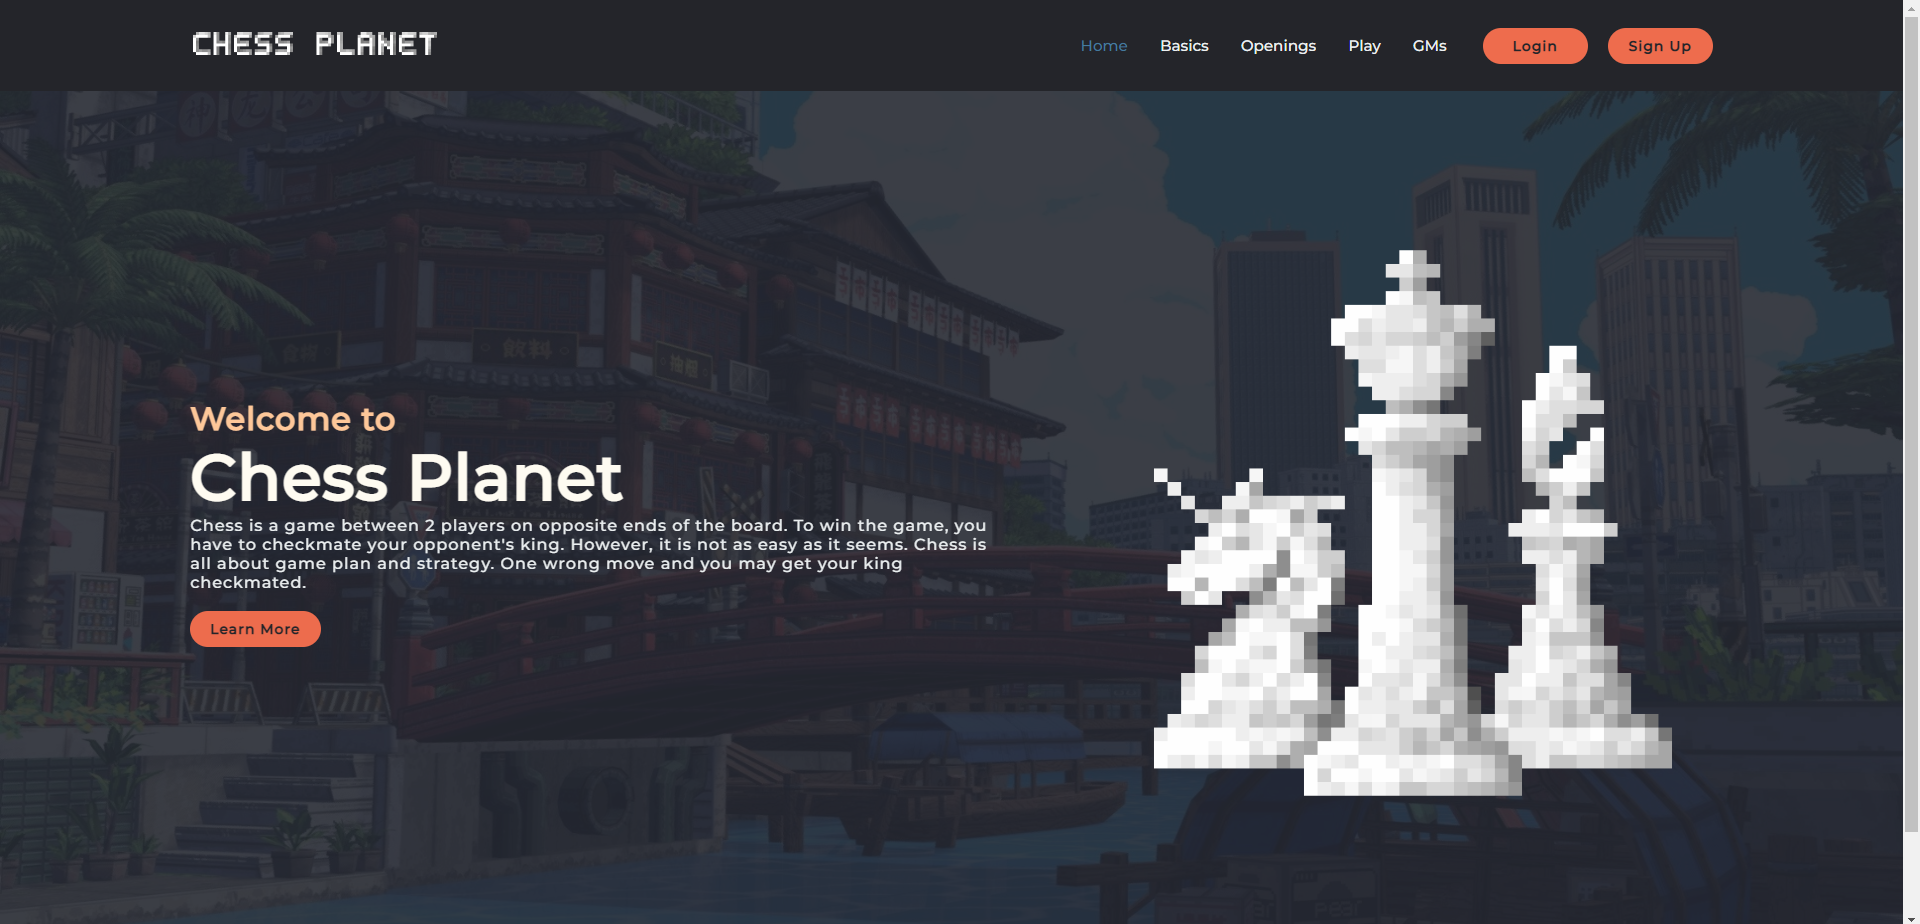 CHESS PLANET
Home
Basics
Openings
Play
GMs
Login
Sign Up
飲料
Welcome to
Chess Planet
Chess is a game between 2 players on opposite ends of the board. To win the game, you
have to checkmate your opponent's king. However, it is not as easy as it seems. Chess is
all about game plan and strategy. One wrong move and you may get your king
checkmated.
Learn More